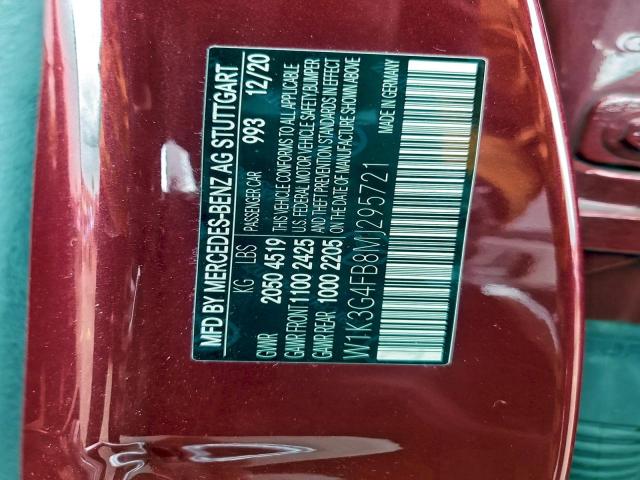 MFD BY MERCEDES-BENZ AG STUTTGART
KG LBS PASSENGER CAR 993 12/20
GVWR 2050 4519 THIS VEHICLE CONFORMS TO ALL APPLICABLE
GAWR FRONT 1100 2425 U.S. FEDERAL MOTOR VEHICLE SAFETY, BUMPER
GAWR REAR 1000 2205 AND THEFT PREVENTION STANDARDS IN EFFECT
ON THE DATE OF MANUFACTURE SHOWN ABOVE
W1K3G4FB8MJ295721 MADE IN GERMANY